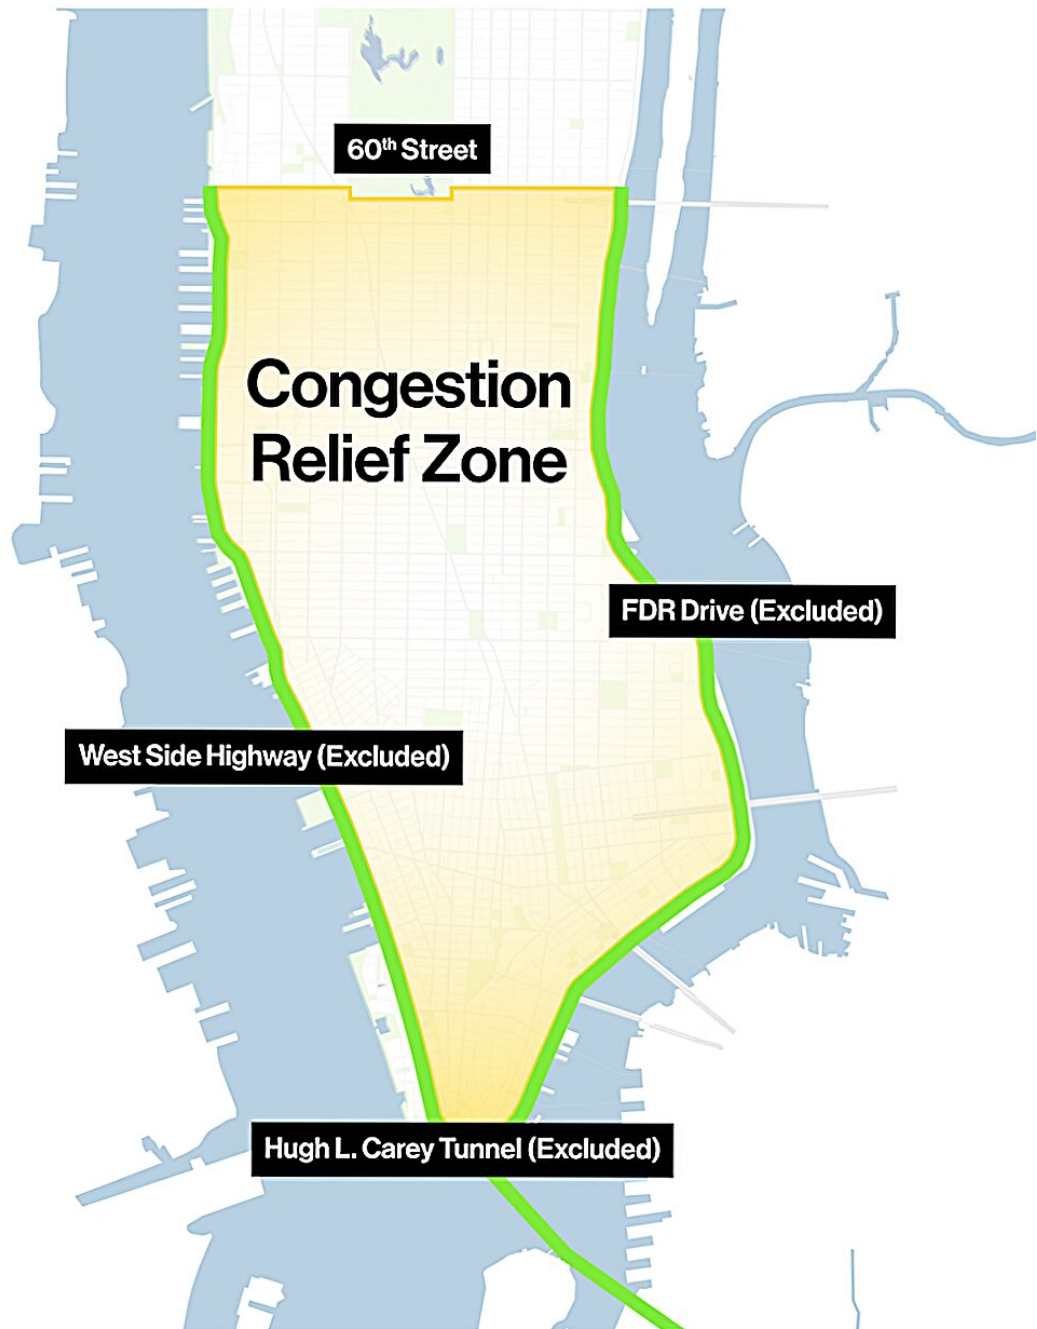 60th Street
Congestion
Relief Zone
FDR Drive (Excluded)
West Side Highway (Excluded)
Hugh L. Carey Tunnel (Excluded)